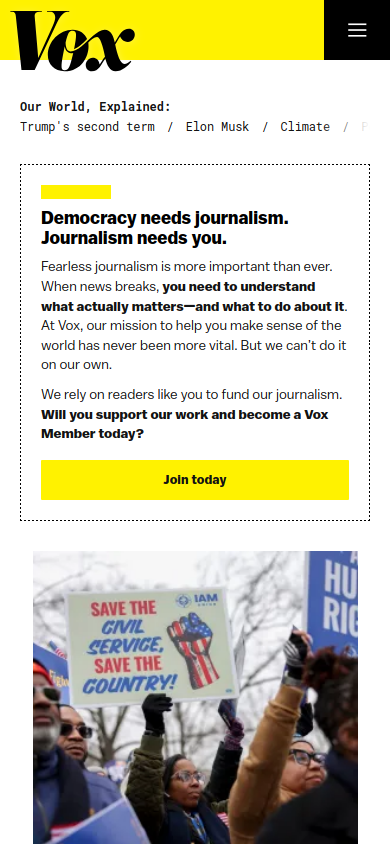 Vox
Our World, Explained:
Trump's second term / Elon Musk / Climate /
Democracy needs journalism.
Journalism needs you.
Fearless journalism is more important than ever.
When news breaks, you need to understand
what actually matters—and what to do about it.
At Vox, our mission to help you make sense of the
world has never been more vital. But we can’t do it
on our own.
We rely on readers like you to fund our journalism.
Will you support our work and become a Vox
Member today?
Join today
IAM
UNION
SAVE THE
CIVIL
SERVICE,
SAVE THE
COUNTRY!
HU
RIG